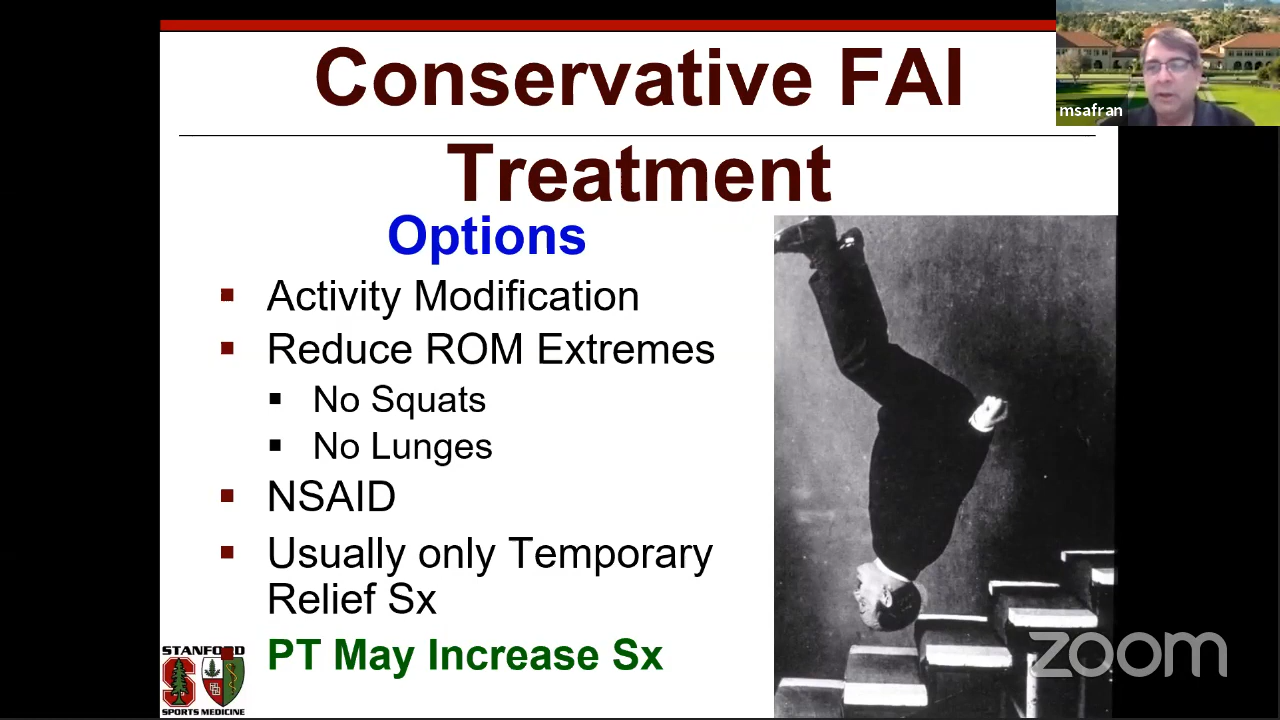 Conservative FAI
Treatment
msafran
Options
Activity Modification
Reduce ROM Extremes
No Squats
No Lunges
NSAID
Usually only Temporary
Relief Sx
PT May Increase Sx
STANFORD
S
SPORTS MEDICINE
zoom